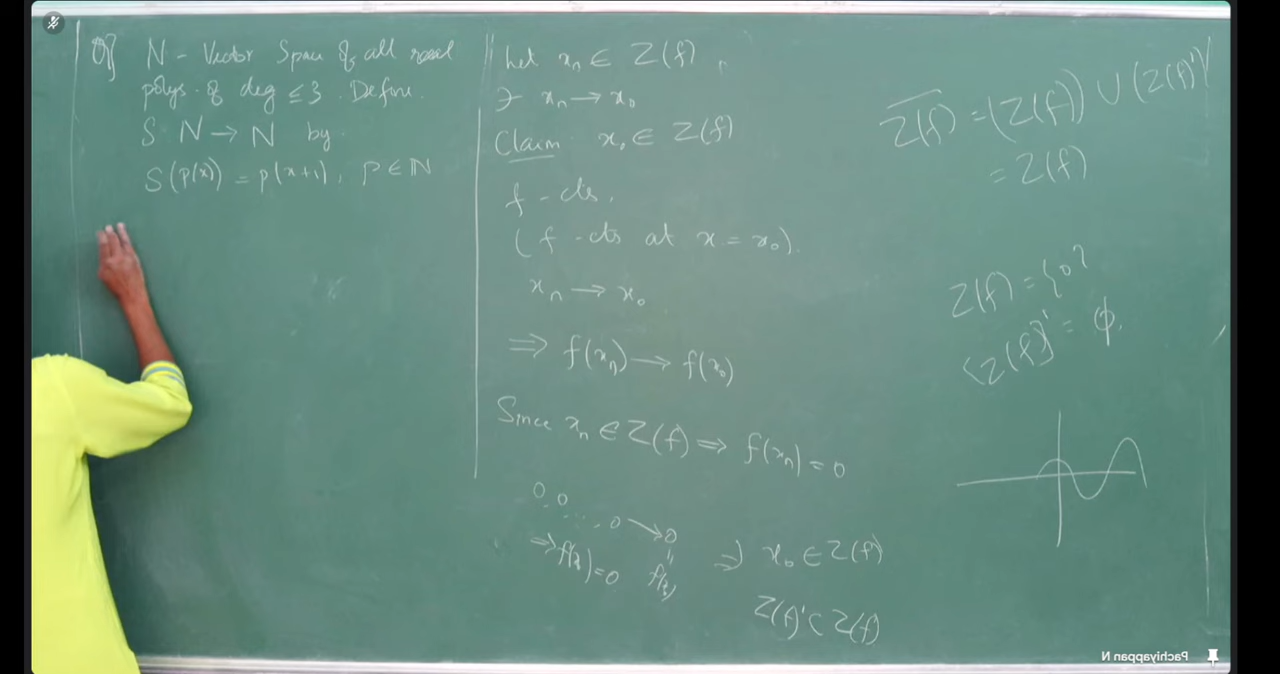 Q) N - Vector Space of all real
polys. of deg ≤ 3. Define
S: N → N by
S(p(x)) = p(x+1), p ∈ N
Let xₙ ∈ Z(f),
∃ xₙ → x₀
Claim x₀ ∈ Z(f)
f - cts.
(f - cts at x = x₀).
xₙ → x₀
⇒ f(xₙ) → f(x₀)
Since xₙ ∈ Z(f) ⇒ f(xₙ) = 0
0 0 .... 0 → 0
"
⇒ f(x₀) = 0 f(x₀)
⇒ x₀ ∈ Z(f)
Z(f)' ⊂ Z(f)
Z(f) = (Z(f)) ∪ (Z(f)')
= Z(f)
Z(f) = {0}
(Z(f))' = φ.
Pachiyappan N